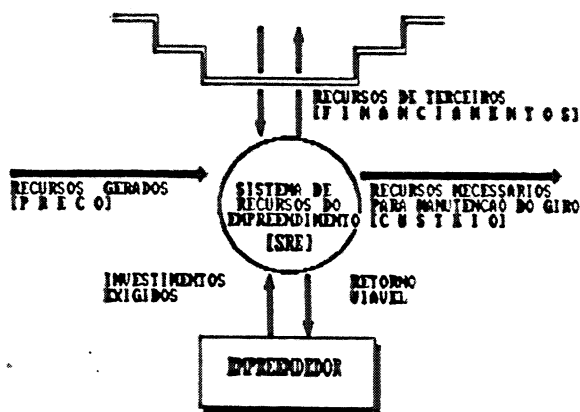 RECURSOS DE TERCEIROS
[F I N A N C I A M E N T O S]
RECURSOS GERADOS
[P R E C O]
SISTEMA DE
RECURSOS DO
EMPREENDIMENTO
[SRE]
RECURSOS NECESSARIOS
PARA MANUTENCAO DO GIRO
[C U S T E I O]
INVESTIMENTOS
EXIGIDOS
RETORNO
VIAVEL
EMPREENDEDOR